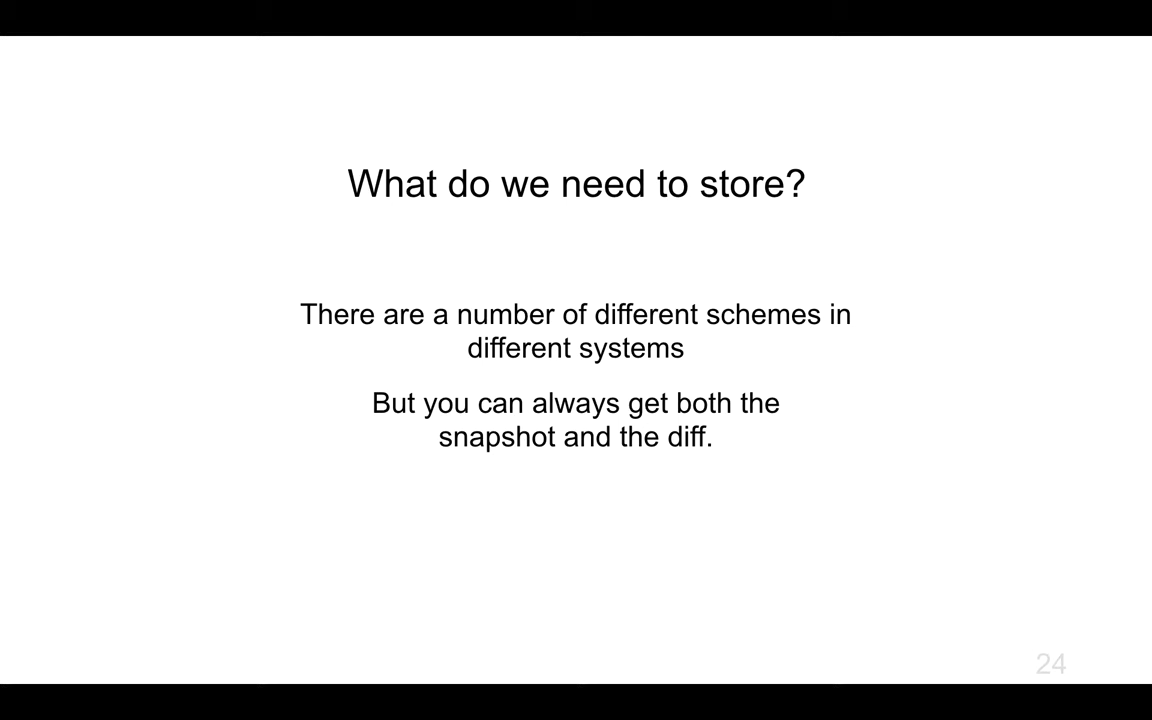 What do we need to store?
There are a number of different schemes in
different systems
But you can always get both the
snapshot and the diff.
24